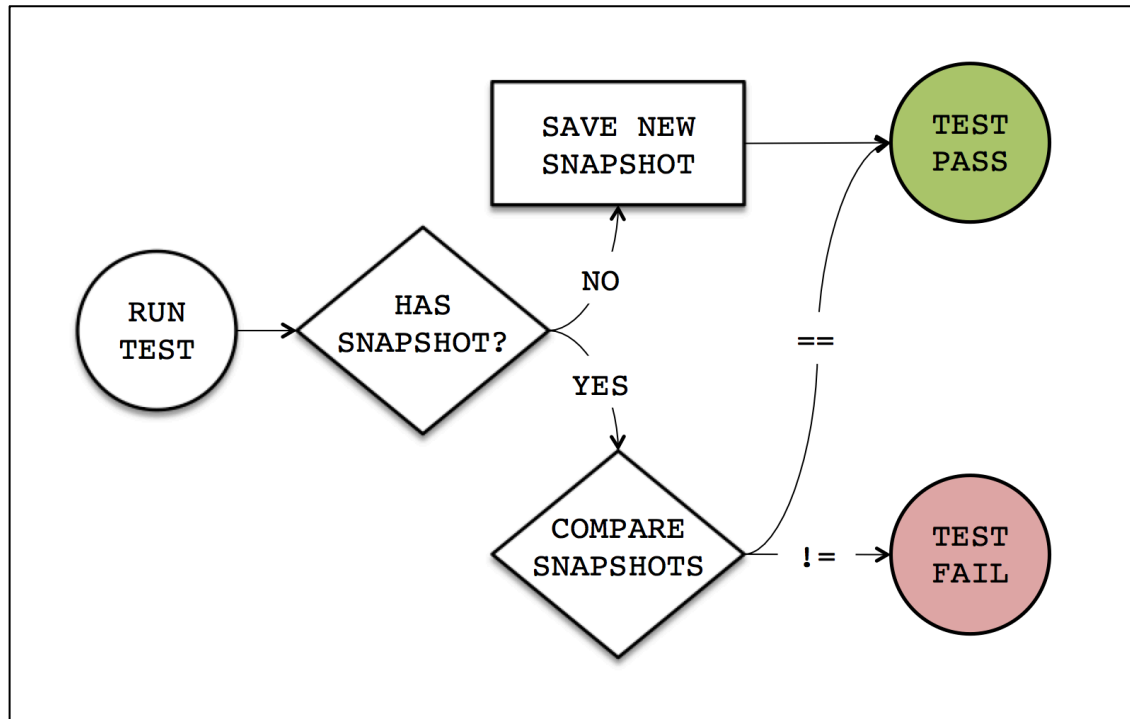 RUN
TEST
HAS
SNAPSHOT?
NO
SAVE NEW
SNAPSHOT
YES
COMPARE
SNAPSHOTS
==
TEST
PASS
!=
TEST
FAIL